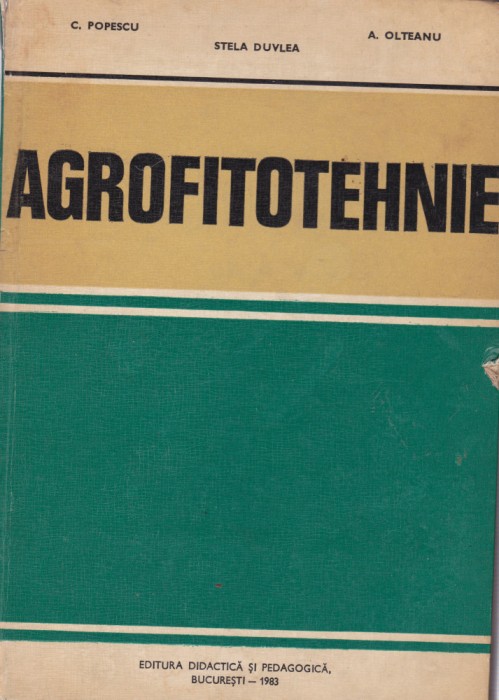 C. POPESCU
STELA DUVLEA
A. OLTEANU
AGROFITOTEHNIE
EDITURA DIDACTICĂ ȘI PEDAGOGICĂ,
BUCUREȘTI — 1983